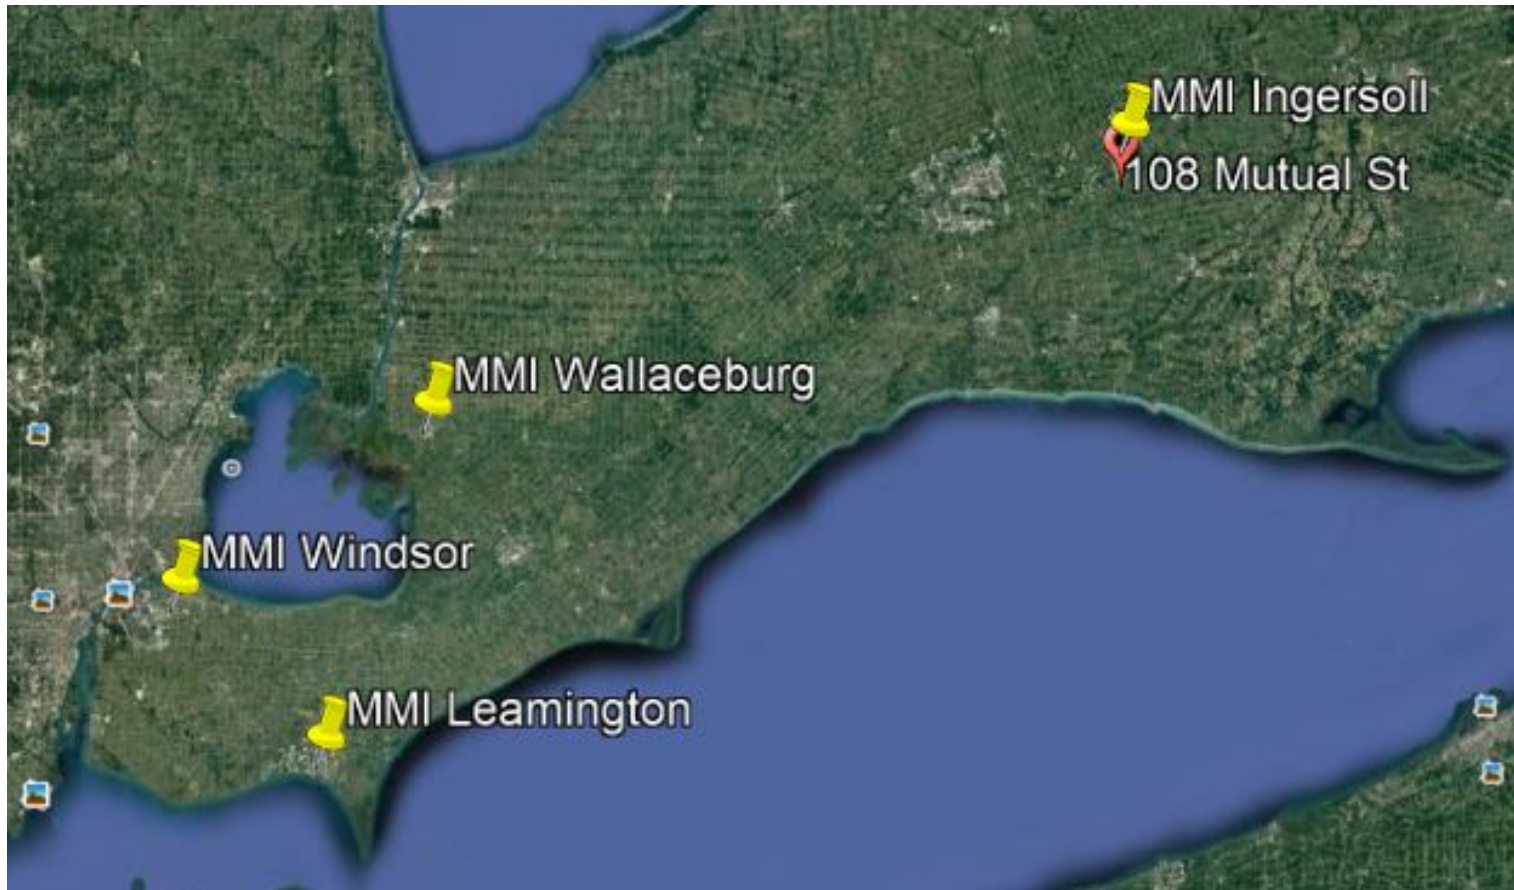 MMI Ingersoll
108 Mutual St
MMI Wallaceburg
MMI Windsor
MMI Leamington